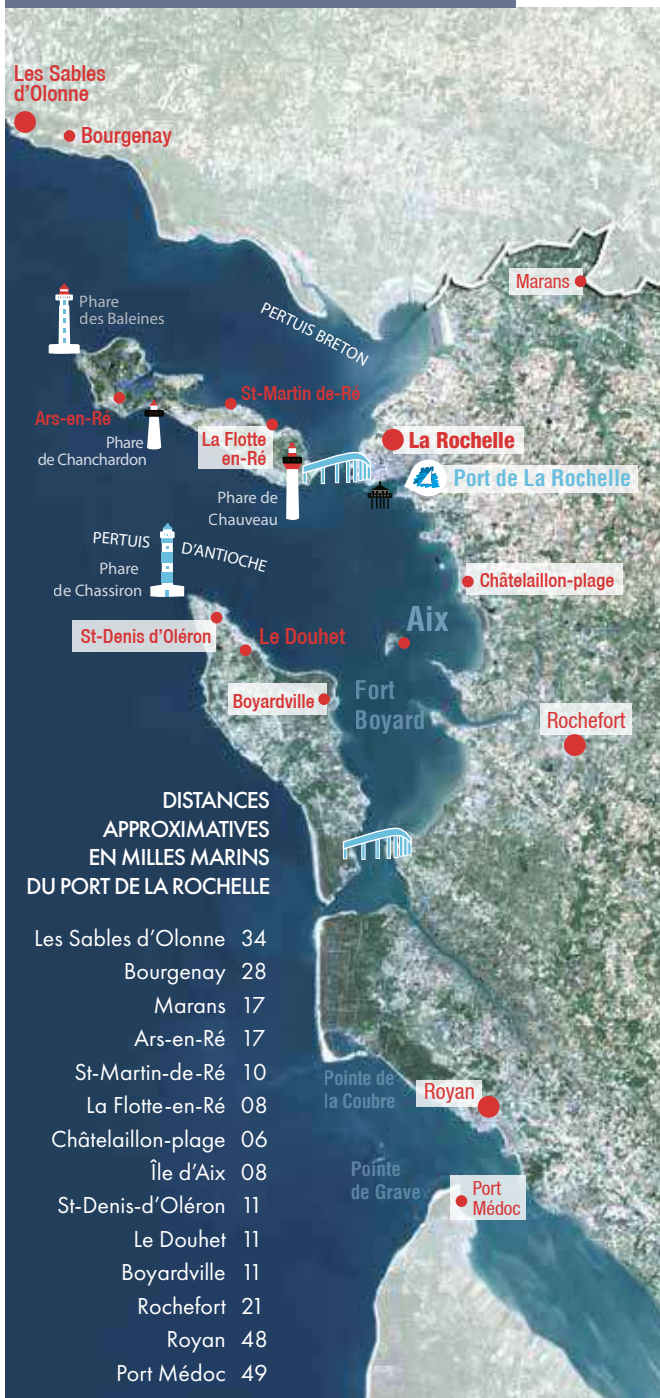 Les Sables
d'Olonne
Bourgenay
Marans
Phare
des Baleines
PERTUIS BRETON
St-Martin de-Ré
Ars-en-Ré
Phare
de Chanchardon
La Flotte
en-Ré
La Rochelle
Port de La Rochelle
Phare de
Chauveau
PERTUIS D'ANTIOCHE
Phare
de Chassiron
Châtelaillon-plage
St-Denis d'Oléron
Le Douhet
Aix
Boyardville
Fort
Boyard
Rochefort
DISTANCES
APPROXIMATIVES
EN MILLES MARINS
DU PORT DE LA ROCHELLE
Les Sables d'Olonne 34
Bourgenay 28
Marans 17
Ars-en-Ré 17
St-Martin-de-Ré 10
La Flotte-en-Ré 08
Châtelaillon-plage 06
Île d'Aix 08
St-Denis-d'Oléron 11
Le Douhet 11
Boyardville 11
Rochefort 21
Royan 48
Port Médoc 49
Pointe de
la Coubre
Royan
Pointe
de Grave
Port
Médoc